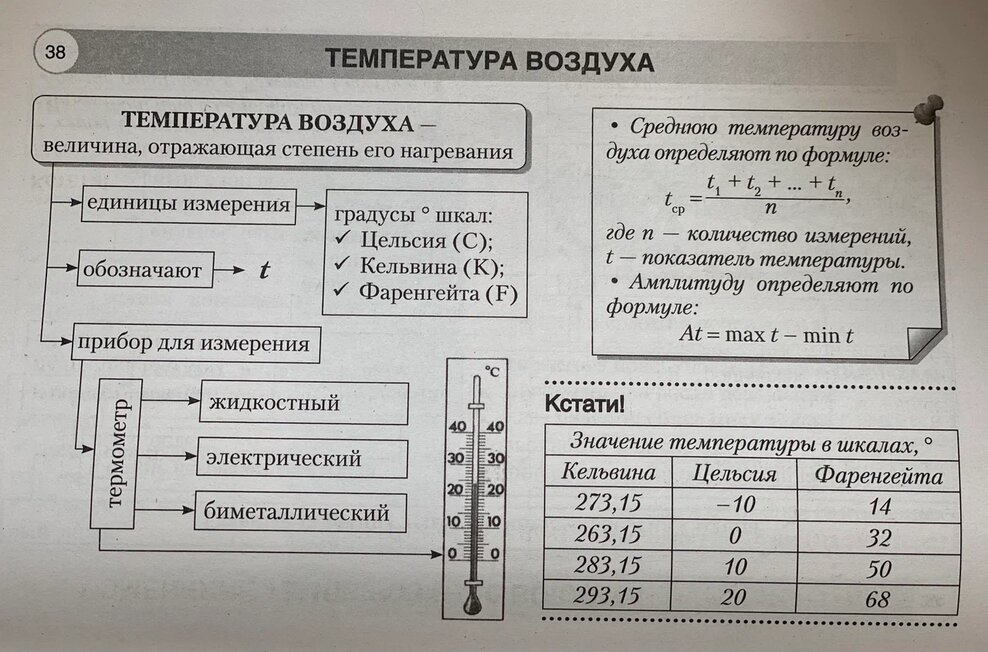 38
ТЕМПЕРАТУРА ВОЗДУХА
ТЕМПЕРАТУРА ВОЗДУХА –
величина, отражающая степень его нагревания
единицы измерения
градусы ° шкал:
✓ Цельсия (С);
✓ Кельвина (К);
✓ Фаренгейта (F)
обозначают
t
прибор для измерения
термометр
жидкостный
электрический
биметаллический
°C
40 40
30 30
20 20
10 10
0 0
• Среднюю температуру воз-
духа определяют по формуле:
tср = (t1 + t2 + ... + tn) / n,
где n — количество измерений,
t — показатель температуры.
• Амплитуду определяют по
формуле:
At = max t – min t
Кстати!
Значение температуры в шкалах, °
Кельвина Цельсия Фаренгейта
273,15 –10 14
263,15 0 32
283,15 10 50
293,15 20 68